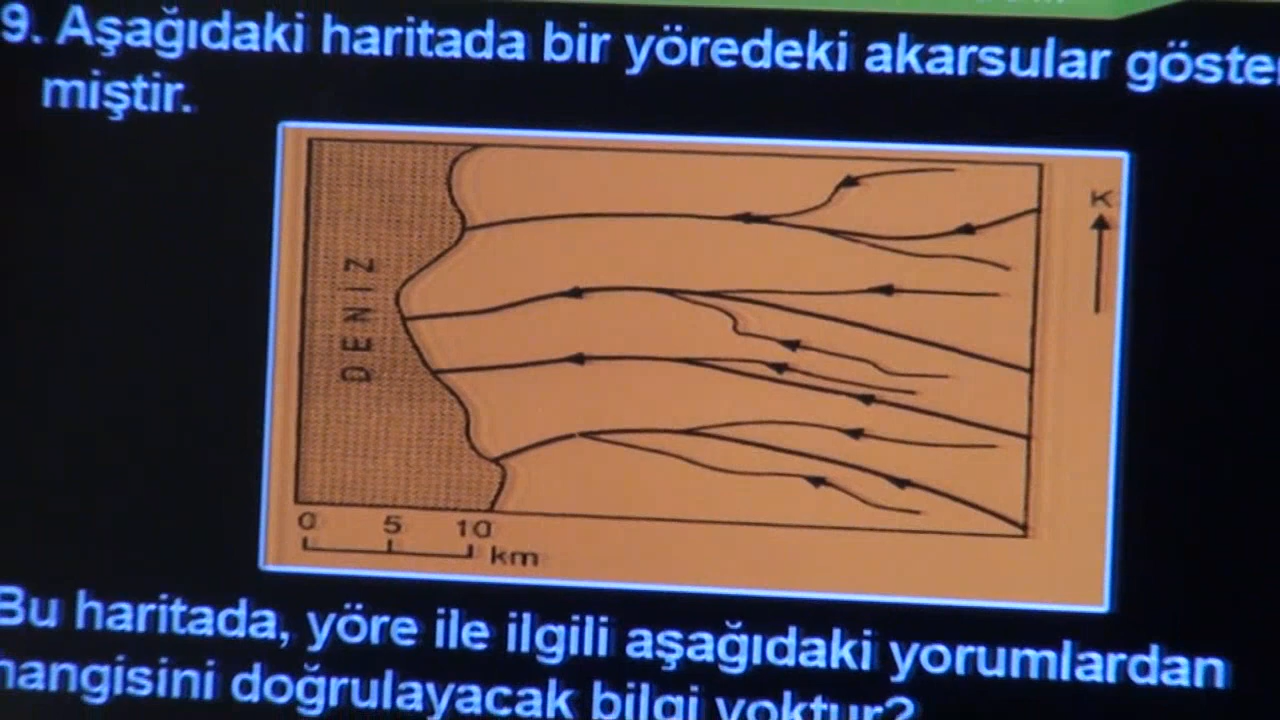 9. Aşağıdaki haritada bir yöredeki akarsular göste
miştir.
K
DENİZ
0 5 10
km
Bu haritada, yöre ile ilgili aşağıdaki yorumlardan
hangisini doğrulayacak bilgi yoktur?